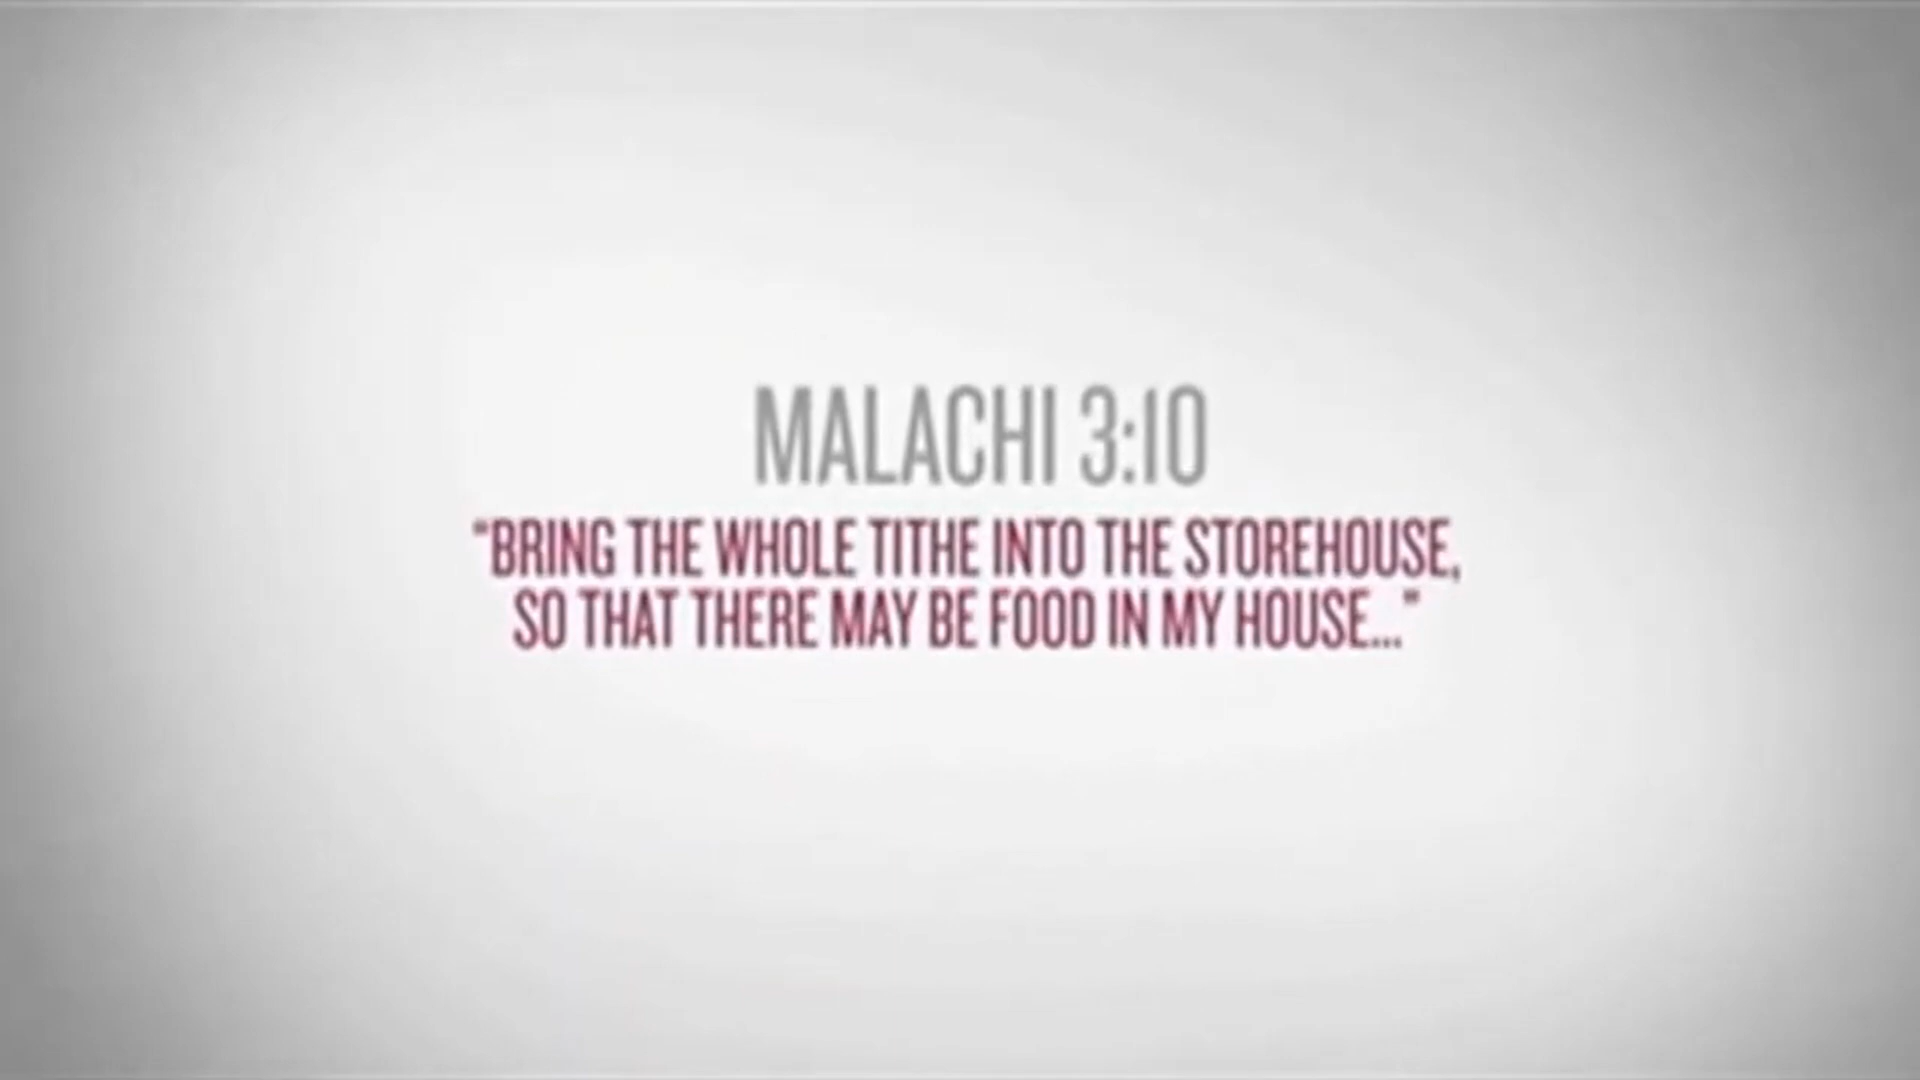 MALACHI 3:10
"BRING THE WHOLE TITHE INTO THE STOREHOUSE,
SO THAT THERE MAY BE FOOD IN MY HOUSE..."